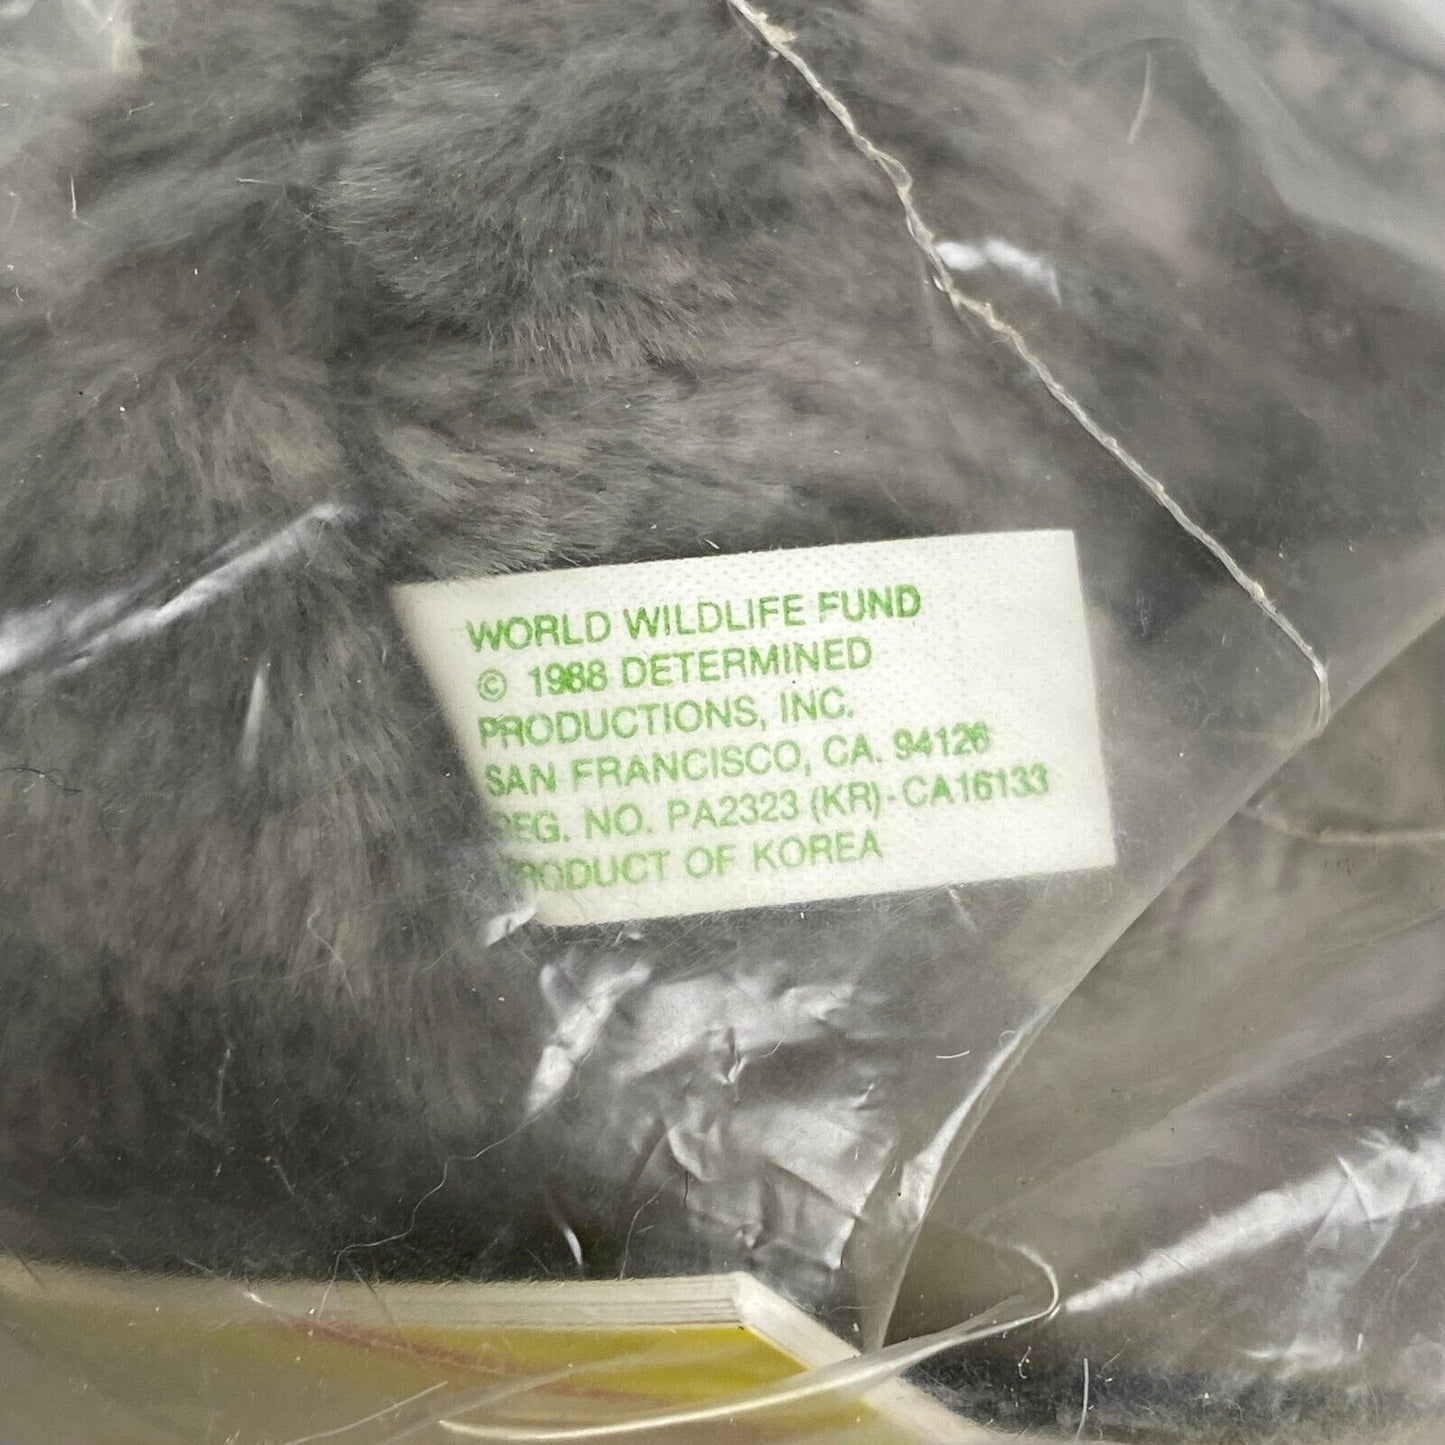 WORLD WILDLIFE FUND
© 1988 DETERMINED
PRODUCTIONS, INC.
SAN FRANCISCO, CA. 94126
REG. NO. PA2323 (KR)-CA16133
PRODUCT OF KOREA